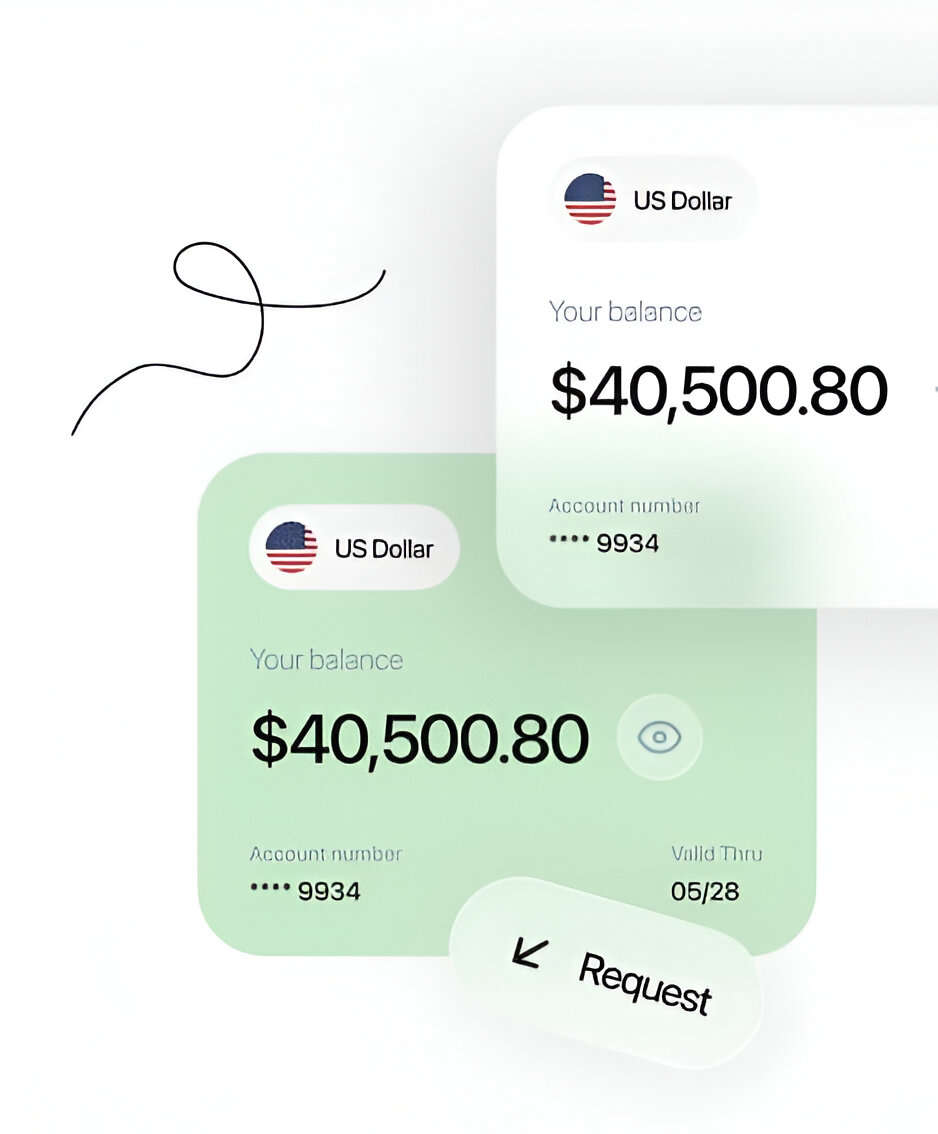 US Dollar
Your balance
$40,500.80
Account number
•••• 9934
US Dollar
Your balance
$40,500.80
Account number
•••• 9934
Valid Thru
05/28
Request